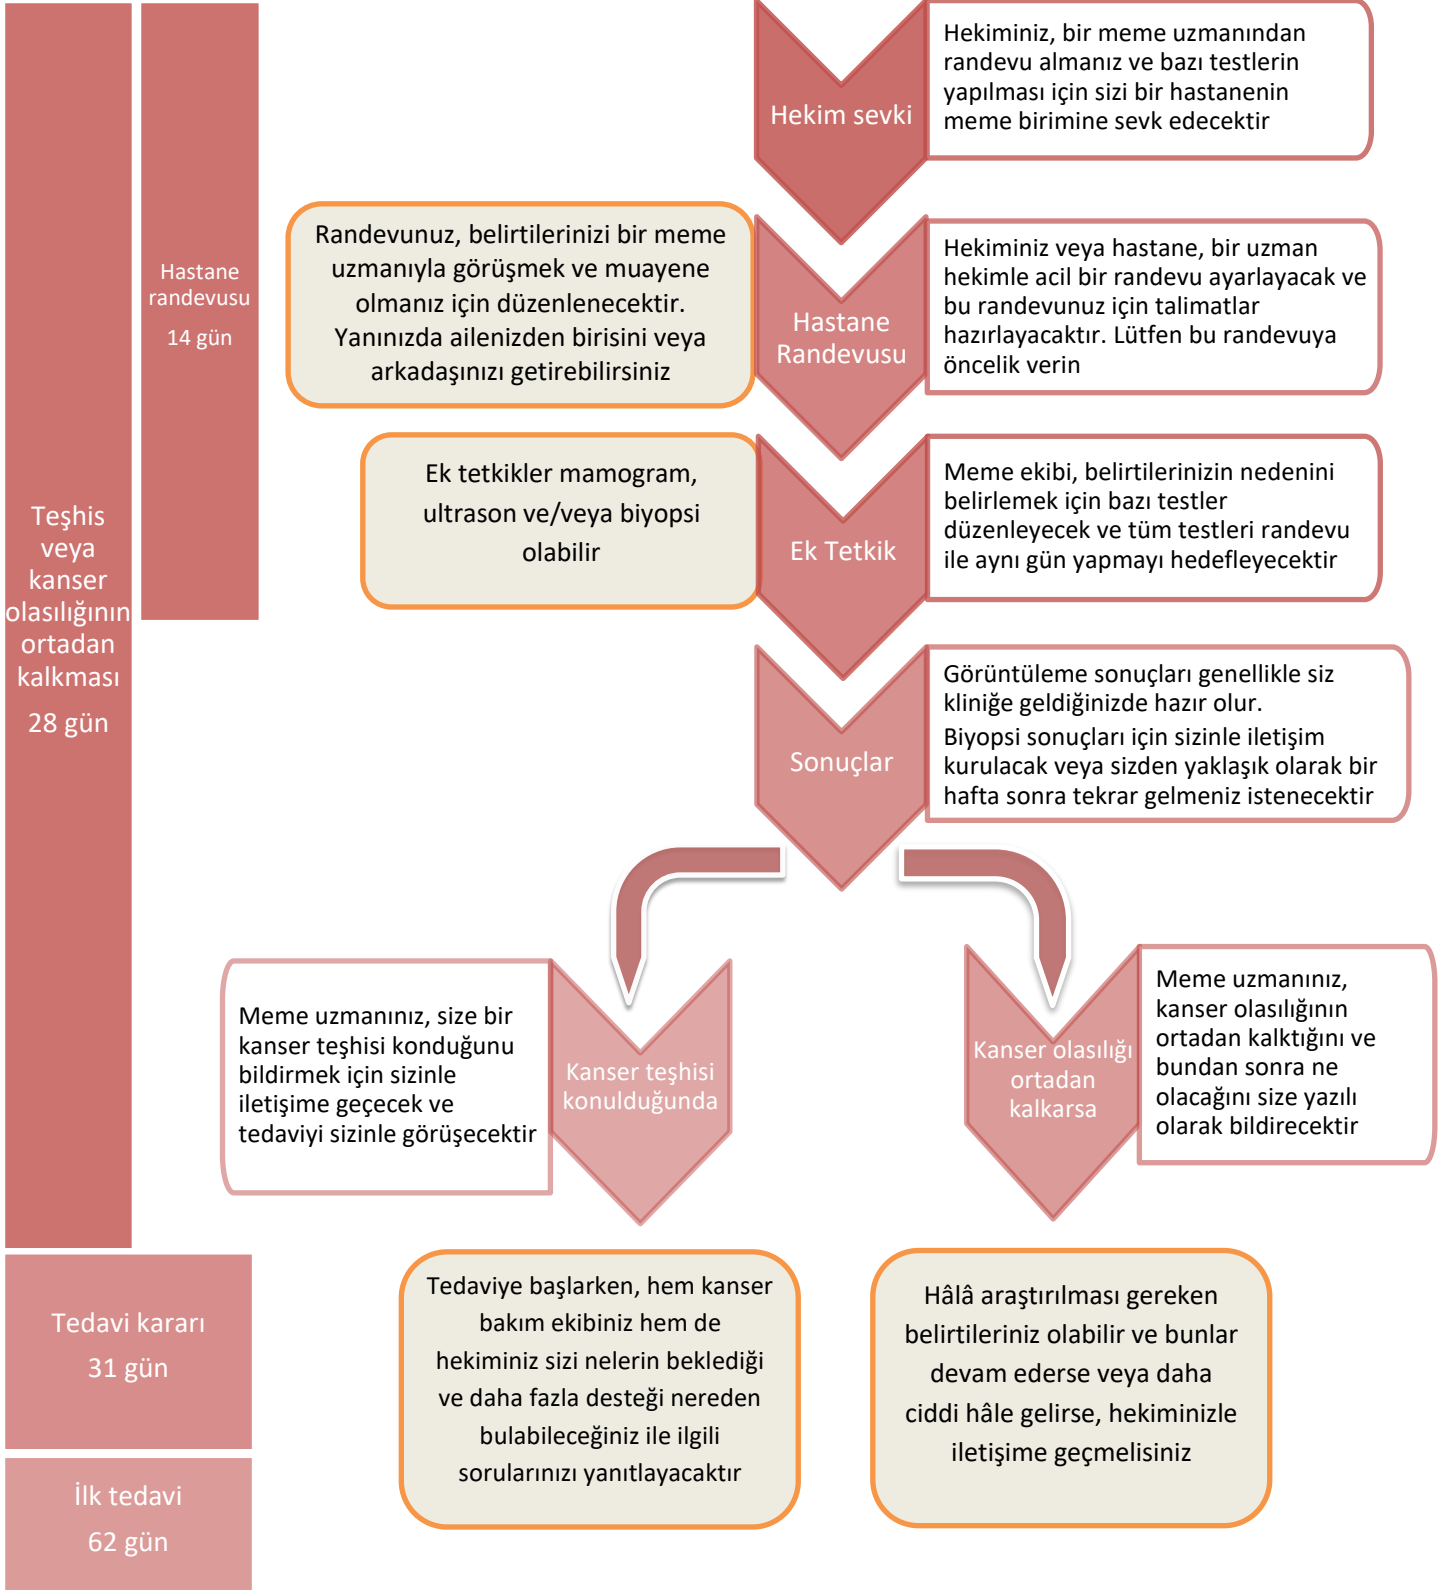 Hekim sevki
Hekiminiz, bir meme uzmanından
randevu almanız ve bazı testlerin
yapılması için sizi bir hastanenin
meme birimine sevk edecektir
Hastane
randevusu
14 gün
Randevunuz, belirtilerinizi bir meme
uzmanıyla görüşmek ve muayene
olmanız için düzenlenecektir.
Yanınızda ailenizden birisini veya
arkadaşınızı getirebilirsiniz
Hastane
Randevusu
Hekiminiz veya hastane, bir uzman
hekimle acil bir randevu ayarlayacak ve
bu randevunuz için talimatlar
hazırlayacaktır. Lütfen bu randevuya
öncelik verin
Teşhis
veya
kanser
olasılığının
ortadan
kalkması
28 gün
Ek tetkikler mamogram,
ultrason ve/veya biyopsi
olabilir
Ek Tetkik
Meme ekibi, belirtilerinizin nedenini
belirlemek için bazı testler
düzenleyecek ve tüm testleri randevu
ile aynı gün yapmayı hedefleyecektir
Sonuçlar
Görüntüleme sonuçları genellikle siz
kliniğe geldiğinizde hazır olur.
Biyopsi sonuçları için sizinle iletişim
kurulacak veya sizden yaklaşık olarak bir
hafta sonra tekrar gelmeniz istenecektir
Meme uzmanınız, size bir
kanser teşhisi konduğunu
bildirmek için sizinle
iletişime geçecek ve
tedaviyi sizinle görüşecektir
Kanser teşhisi
konulduğunda
Kanser olasılığı
ortadan
kalkarsa
Meme uzmanınız,
kanser olasılığının
ortadan kalktığını ve
bundan sonra ne
olacağını size yazılı
olarak bildirecektir
Tedavi kararı
31 gün
Tedaviye başlarken, hem kanser
bakım ekibiniz hem de
hekiminiz sizi nelerin beklediği
ve daha fazla desteği nereden
bulabileceğiniz ile ilgili
sorularınızı yanıtlayacaktır
Hâlâ araştırılması gereken
belirtileriniz olabilir ve bunlar
devam ederse veya daha
ciddi hâle gelirse, hekiminizle
iletişime geçmelisiniz
İlk tedavi
62 gün